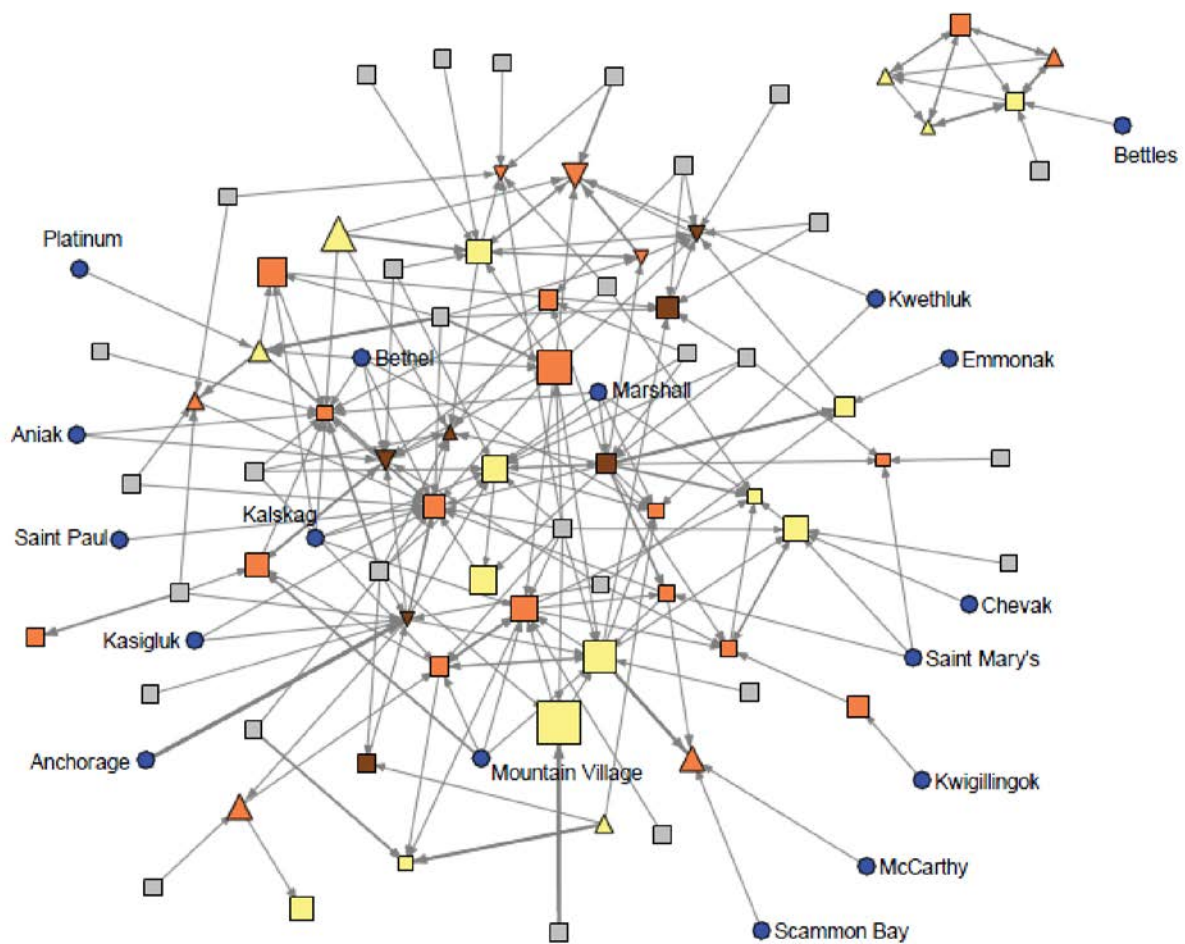 Bettles
Platinum
Kwethluk
Bethel
Emmonak
Marshall
Aniak
Kalskag
Saint Paul
Chevak
Kasigluk
Saint Mary's
Anchorage
Mountain Village
Kwigillingok
McCarthy
Scammon Bay